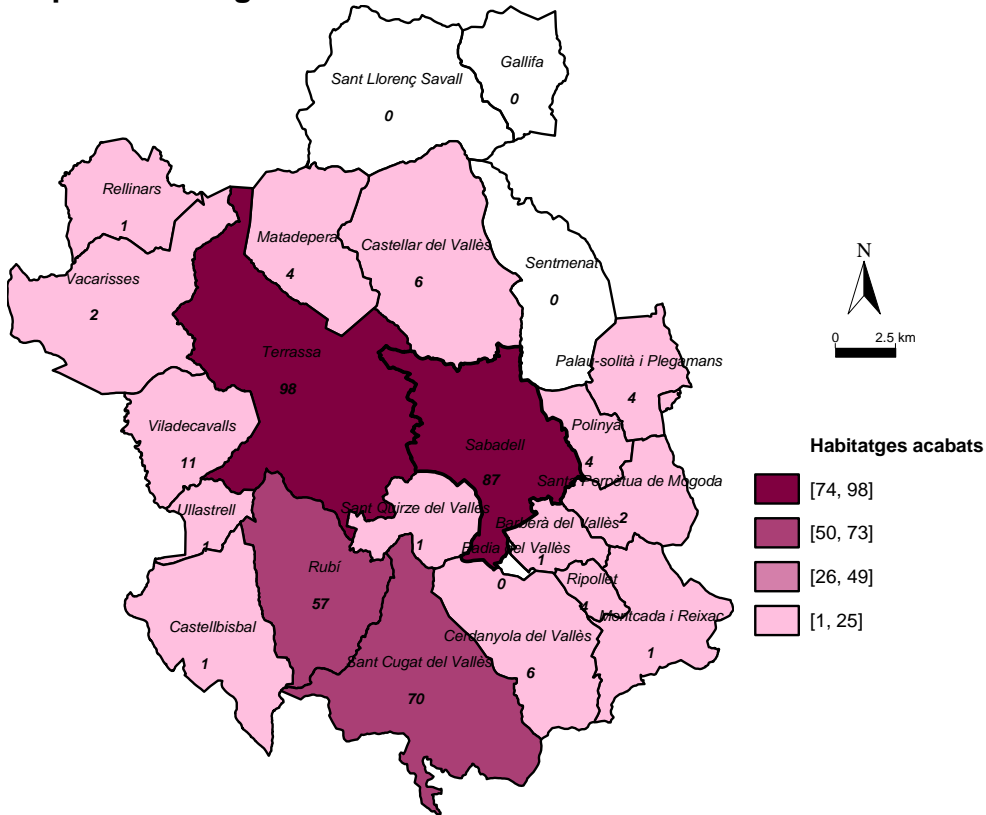 Gallifa
0
Sant Llorenç Savall
0
Rellinars
1
Matadepera
4
Castellar del Vallès
6
Sentmenat
0
Vacarisses
2
N
0 2.5 km
Terrassa
98
Palau-solità i Plegamans
4
Viladecavalls
11
Sabadell
87
Polinyà
4
Habitatges acabats
[74, 98]
[50, 73]
[26, 49]
[1, 25]
Santa Perpètua de Mogoda
2
Ullastrell
1
Sant Quirze del Vallès
1
Barberà del Vallès
1
Badia del Vallès
0
Rubí
57
Ripollet
4
Montcada i Reixac
1
Castellbisbal
1
Cerdanyola del Vallès
6
Sant Cugat del Vallès
70